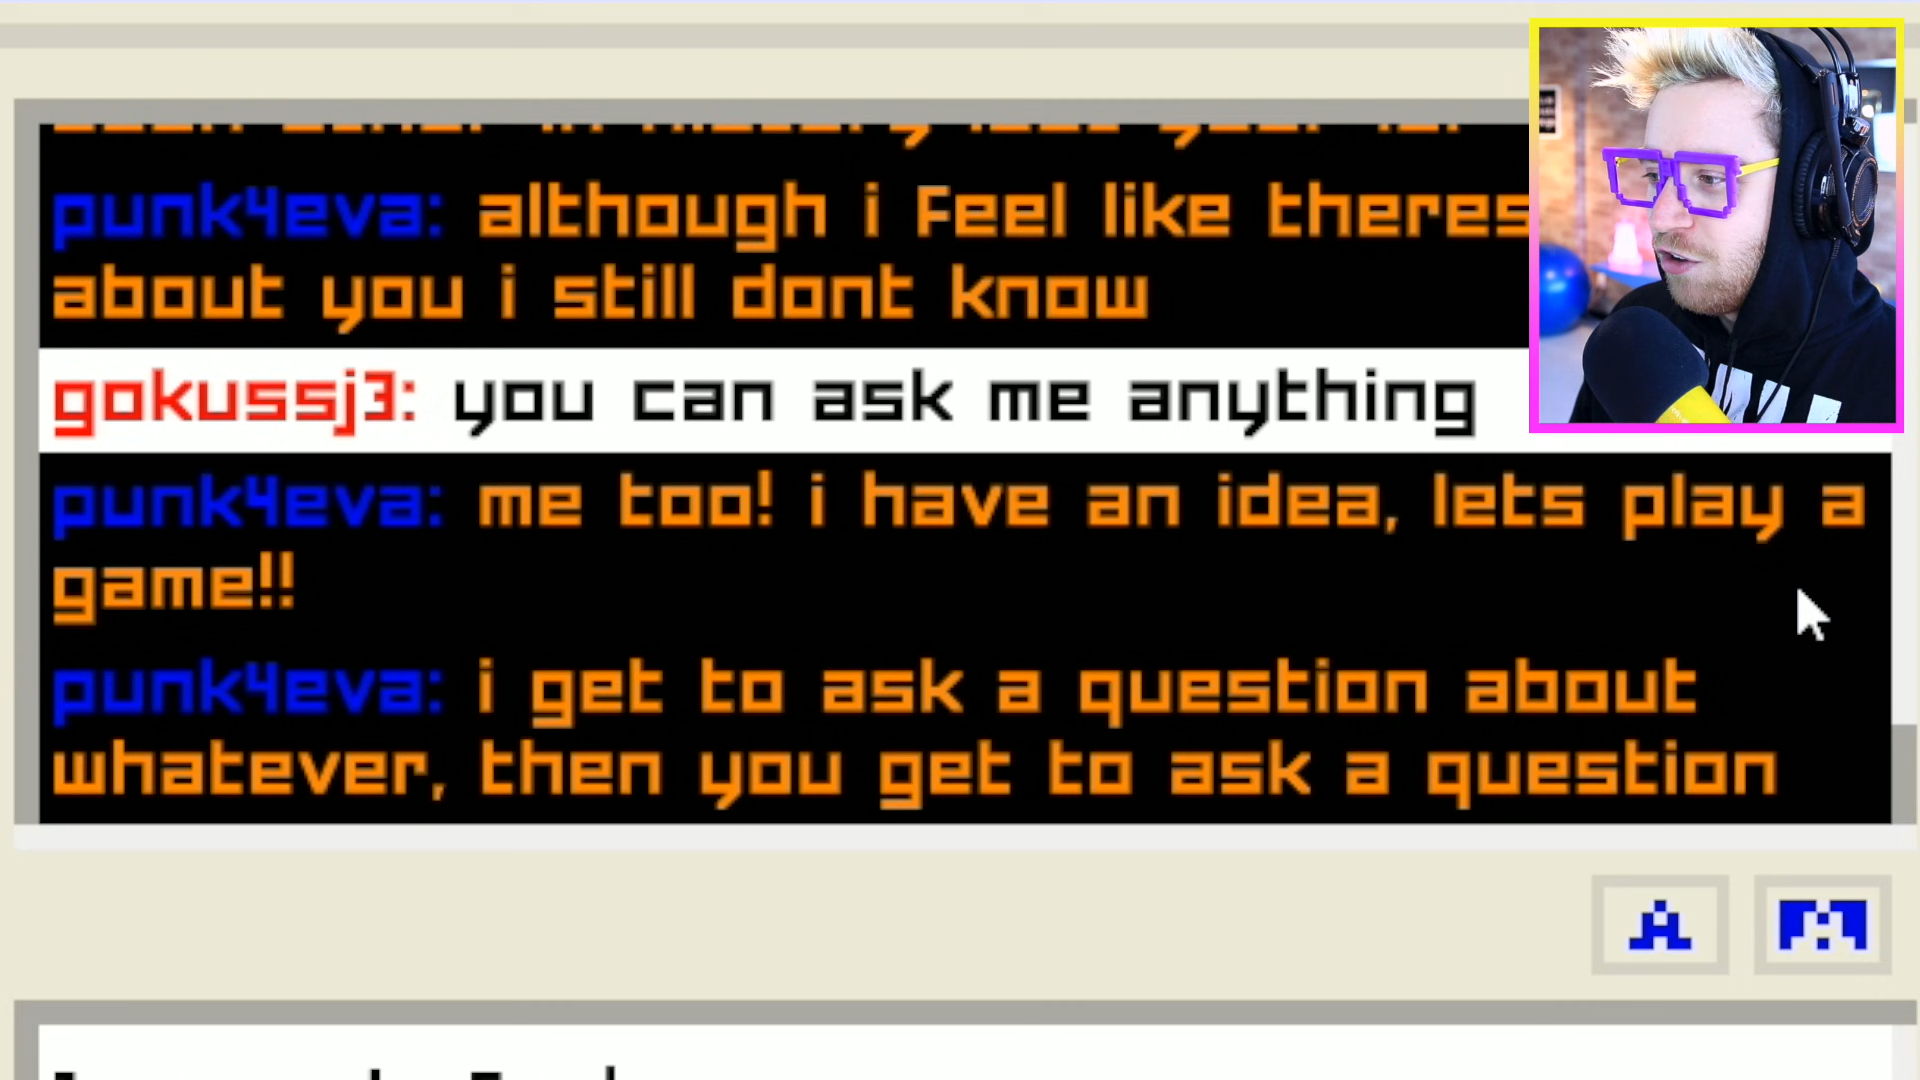 punk4eva: although i feel like theres
about you i still dont know
gokussj3: you can ask me anything
punk4eva: me too! i have an idea, lets play a
game!!
punk4eva: i get to ask a question about
whatever, then you get to ask a question
A